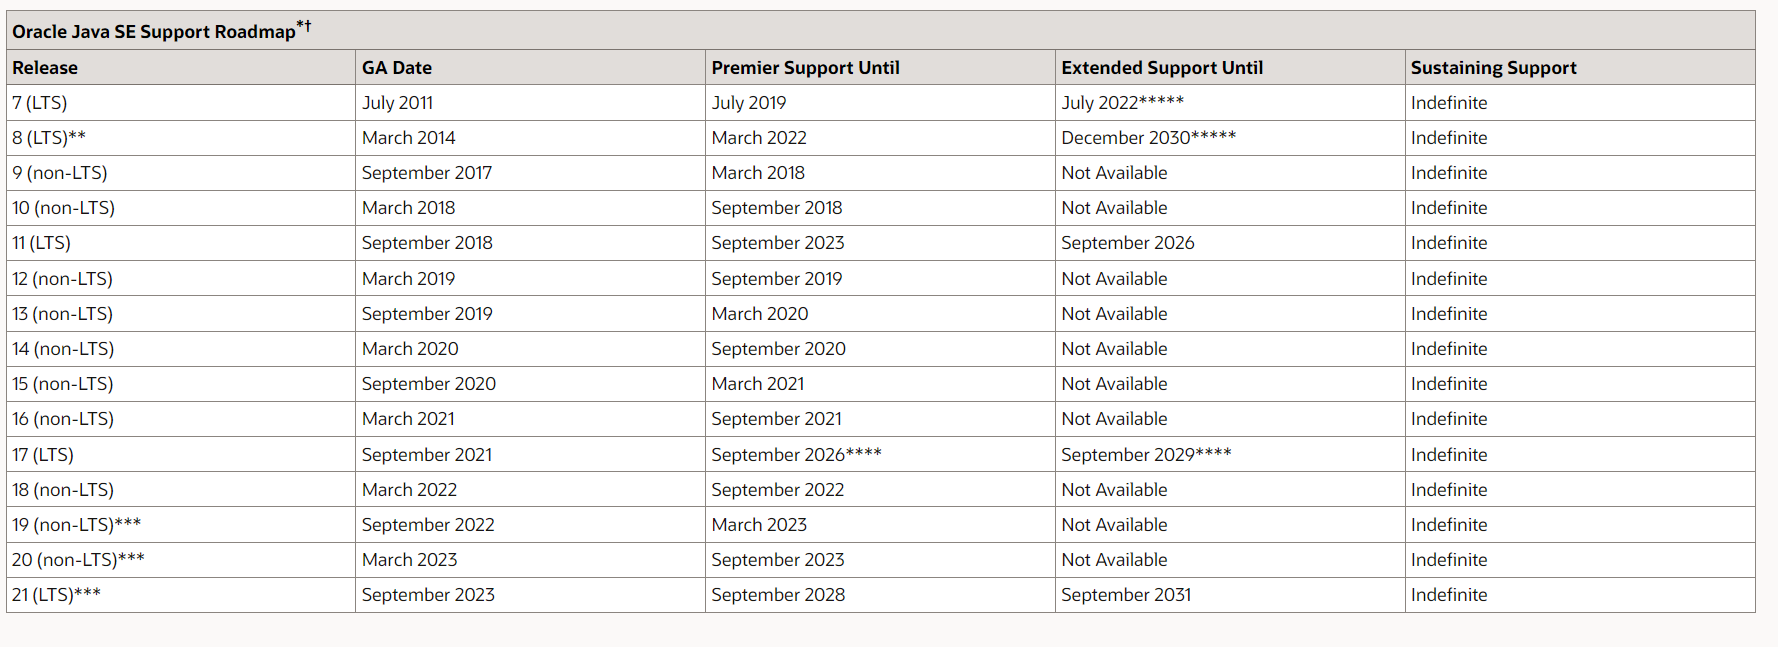 Oracle Java SE Support Roadmap*†
Release GA Date Premier Support Until Extended Support Until Sustaining Support
7 (LTS) July 2011 July 2019 July 2022***** Indefinite
8 (LTS)** March 2014 March 2022 December 2030***** Indefinite
9 (non-LTS) September 2017 March 2018 Not Available Indefinite
10 (non-LTS) March 2018 September 2018 Not Available Indefinite
11 (LTS) September 2018 September 2023 September 2026 Indefinite
12 (non-LTS) March 2019 September 2019 Not Available Indefinite
13 (non-LTS) September 2019 March 2020 Not Available Indefinite
14 (non-LTS) March 2020 September 2020 Not Available Indefinite
15 (non-LTS) September 2020 March 2021 Not Available Indefinite
16 (non-LTS) March 2021 September 2021 Not Available Indefinite
17 (LTS) September 2021 September 2026**** September 2029**** Indefinite
18 (non-LTS) March 2022 September 2022 Not Available Indefinite
19 (non-LTS)*** September 2022 March 2023 Not Available Indefinite
20 (non-LTS)*** March 2023 September 2023 Not Available Indefinite
21 (LTS)*** September 2023 September 2028 September 2031 Indefinite